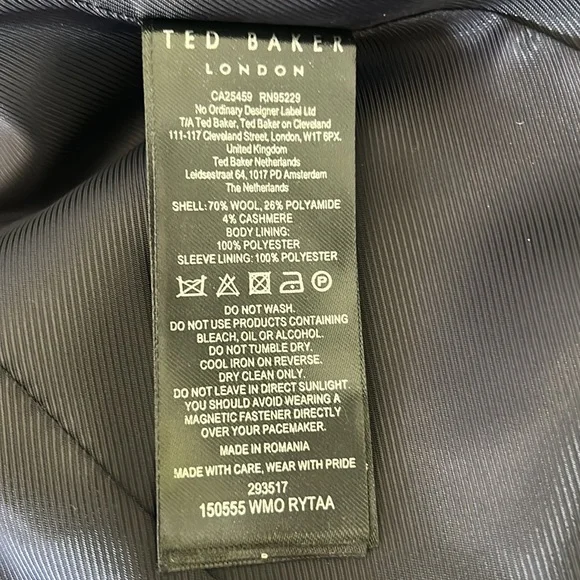 TED BAKER
LONDON
CA25459 RN95229
No Ordinary Designer Label Ltd
T/A Ted Baker, Ted Baker on Cleveland
111-117 Cleveland Street, London, W1T 6PX.
United Kingdom
Ted Baker Netherlands
Leidsestraat 64, 1017 PD Amsterdam
The Netherlands
SHELL: 70% WOOL, 26% POLYAMIDE
4% CASHMERE
BODY LINING:
100% POLYESTER
SLEEVE LINING: 100% POLYESTER
P
DO NOT WASH.
DO NOT USE PRODUCTS CONTAINING
BLEACH, OIL OR ALCOHOL.
DO NOT TUMBLE DRY.
COOL IRON ON REVERSE.
DRY CLEAN ONLY.
DO NOT LEAVE IN DIRECT SUNLIGHT.
YOU SHOULD AVOID WEARING A
MAGNETIC FASTENER DIRECTLY
OVER YOUR PACEMAKER.
MADE IN ROMANIA
MADE WITH CARE, WEAR WITH PRIDE
293517
150555 WMO RYTAA